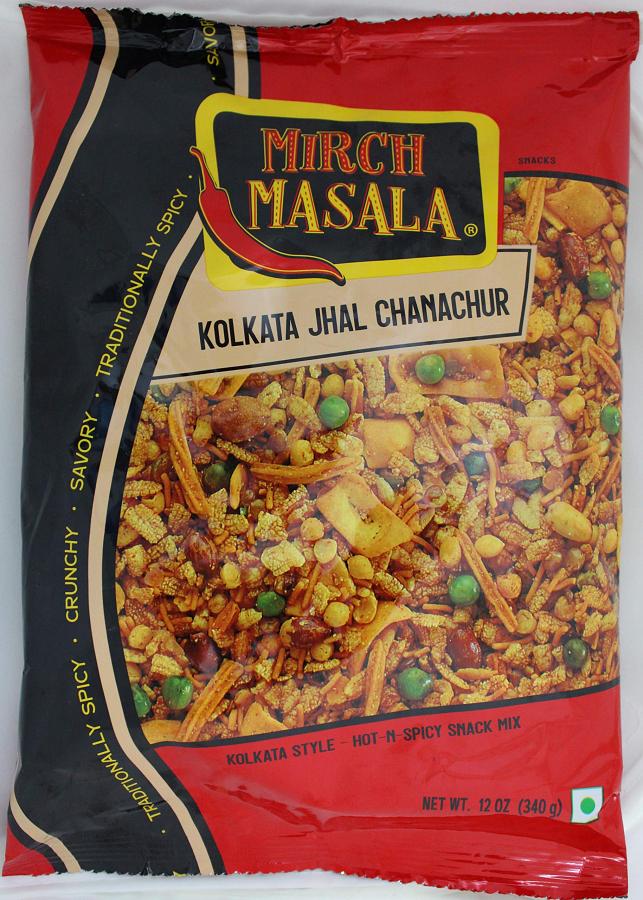 MIRCH
MASALA®
SNACKS
KOLKATA JHAL CHANACHUR
· TRADITIONALLY SPICY · CRUNCHY · SAVORY · TRADITIONALLY SPICY ·
KOLKATA STYLE - HOT-N-SPICY SNACK MIX
NET WT. 12 OZ (340 g)